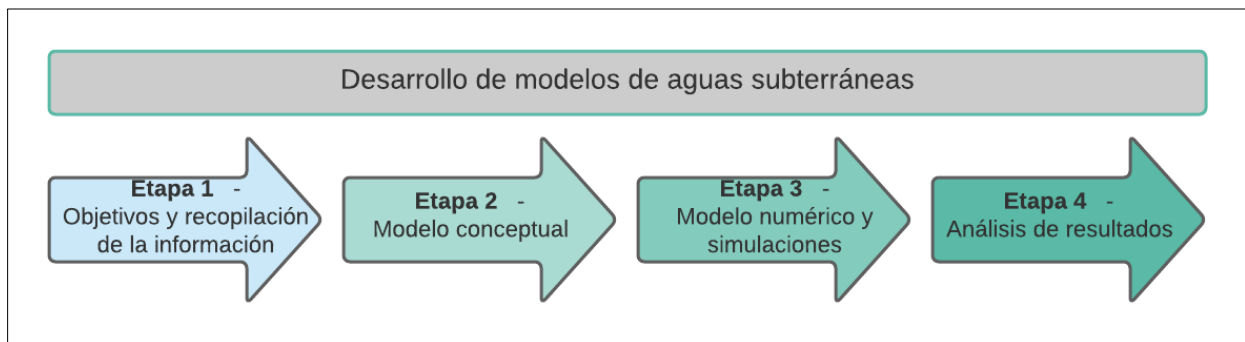 Desarrollo de modelos de aguas subterráneas
Etapa 1 -
Objetivos y recopilación
de la información
Etapa 2 -
Modelo conceptual
Etapa 3 -
Modelo numérico y
simulaciones
Etapa 4 -
Análisis de resultados